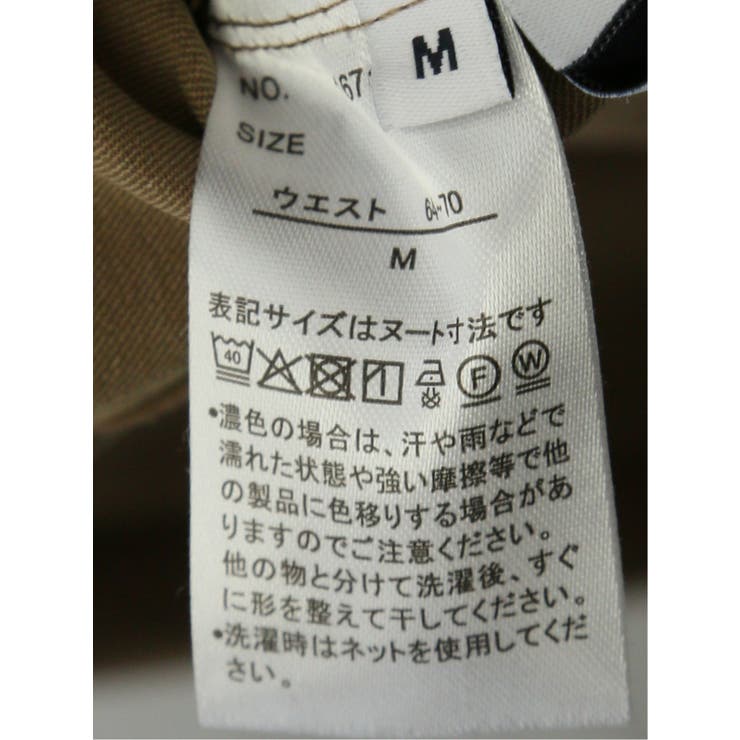 M
NO.
SIZE
ウエスト 64~70
M
表記サイズはヌード寸法です
40 F W
•濃色の場合は、汗や雨などで
濡れた状態や強い摩擦等で他
の製品に色移りする場合があ
りますのでご注意ください。
他の物と分けて洗濯後、すぐ
に形を整えて干してください。
•洗濯時はネットを使用してくだ
さい。